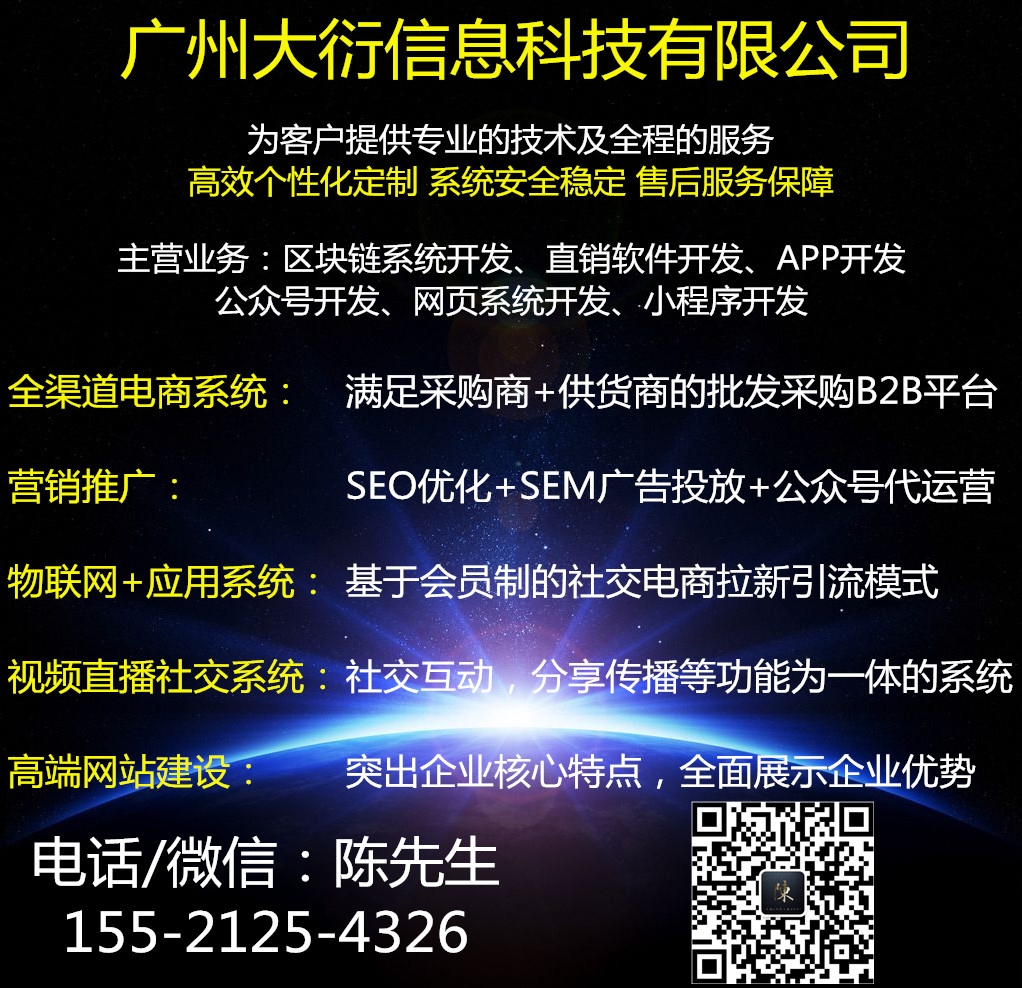 广州大衍信息科技有限公司
为客户提供专业的技术及全程的服务
高效个性化定制 系统安全稳定 售后服务保障
主营业务：区块链系统开发、直销软件开发、APP开发
公众号开发、网页系统开发、小程序开发
全渠道电商系统： 满足采购商+供货商的批发采购B2B平台
营销推广： SEO优化+SEM广告投放+公众号代运营
物联网+应用系统： 基于会员制的社交电商拉新引流模式
视频直播社交系统： 社交互动，分享传播等功能为一体的系统
高端网站建设： 突出企业核心特点，全面展示企业优势
电话/微信：陈先生
155-2125-4326
陳